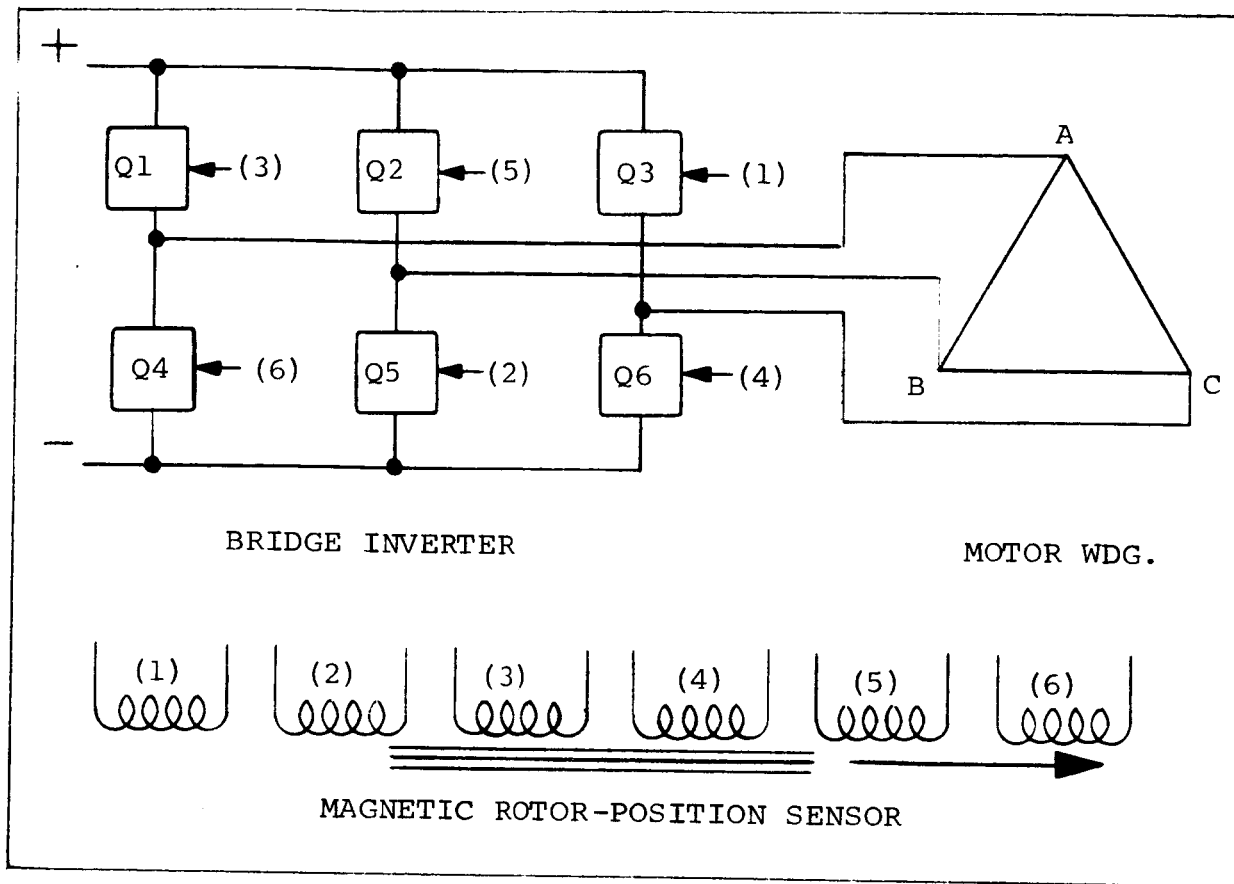 +
Q1 (3) Q2 (5) Q3 (1)
A
Q4 (6) Q5 (2) Q6 (4)
B C
−
BRIDGE INVERTER
MOTOR WDG.
(1) (2) (3) (4) (5) (6)
MAGNETIC ROTOR-POSITION SENSOR